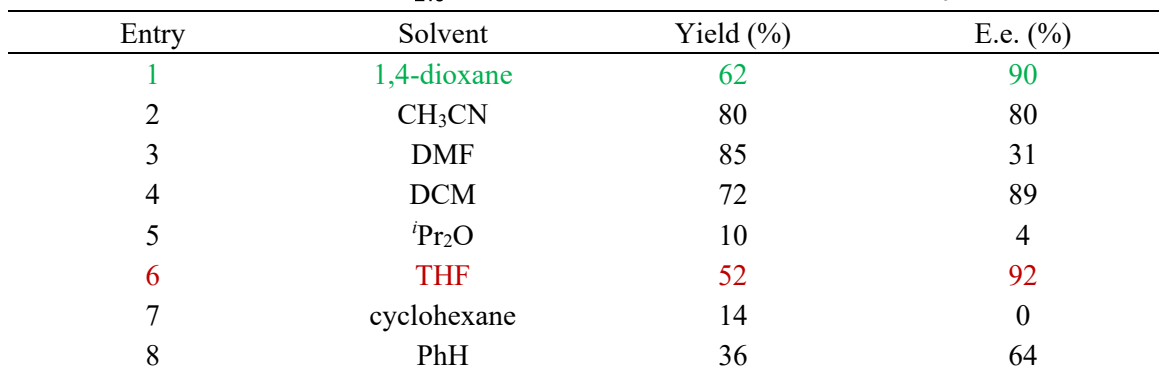 Entry Solvent Yield (%) E.e. (%)
1 1,4-dioxane 62 90
2 CH₃CN 80 80
3 DMF 85 31
4 DCM 72 89
5 ⁱPr₂O 10 4
6 THF 52 92
7 cyclohexane 14 0
8 PhH 36 64